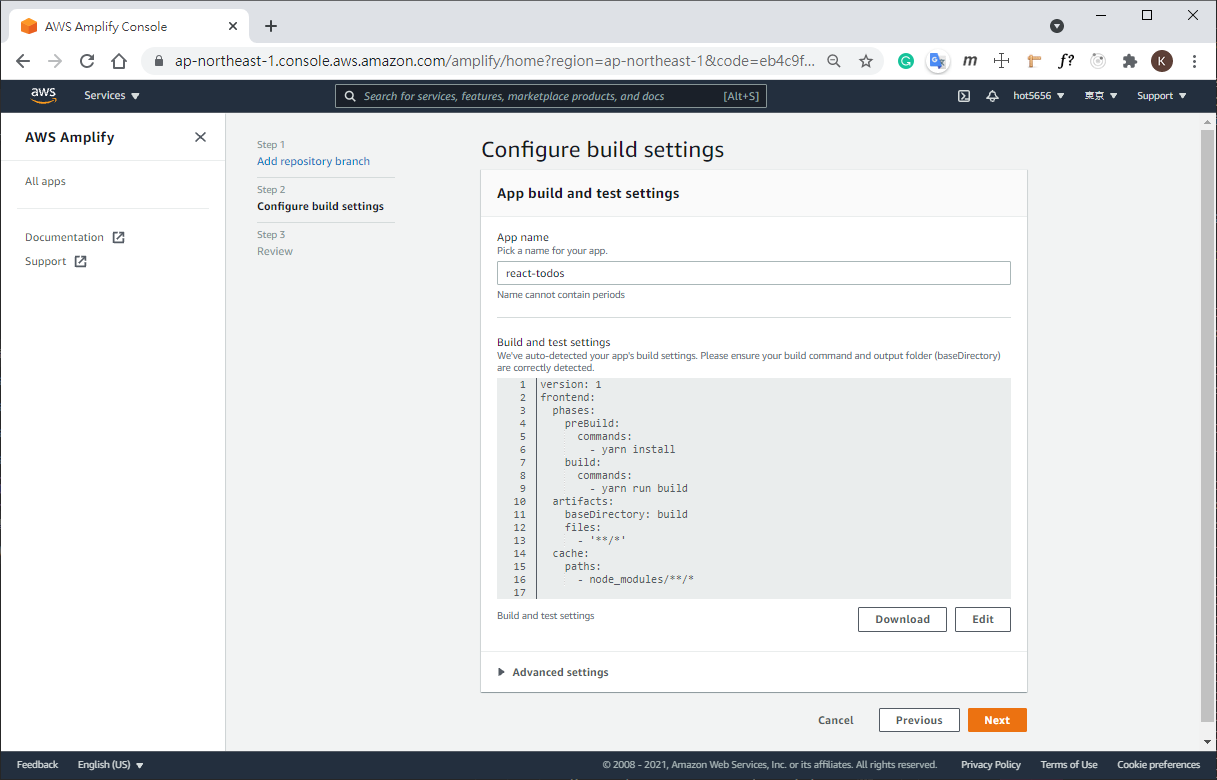 AWS Amplify Console
ap-northeast-1.console.aws.amazon.com/amplify/home?region=ap-northeast-1&code=eb4c9f...
m
f?
K
aws
Services
Search for services, features, marketplace products, and docs [Alt+S]
hot5656
東京
Support
AWS Amplify
All apps
Documentation
Support
Step 1
Add repository branch
Step 2
Configure build settings
Step 3
Review
Configure build settings
App build and test settings
App name
Pick a name for your app.
react-todos
Name cannot contain periods
Build and test settings
We've auto-detected your app's build settings. Please ensure your build command and output folder (baseDirectory)
are correctly detected.
1 version: 1
2 frontend:
3   phases:
4     preBuild:
5       commands:
6         - yarn install
7     build:
8       commands:
9         - yarn run build
10   artifacts:
11     baseDirectory: build
12     files:
13       - '**/*'
14   cache:
15     paths:
16       - node_modules/**/*
17
Build and test settings
Download
Edit
Advanced settings
Cancel
Previous
Next
Feedback
English (US)
© 2008 - 2021, Amazon Web Services, Inc. or its affiliates. All rights reserved.
Privacy Policy
Terms of Use
Cookie preferences